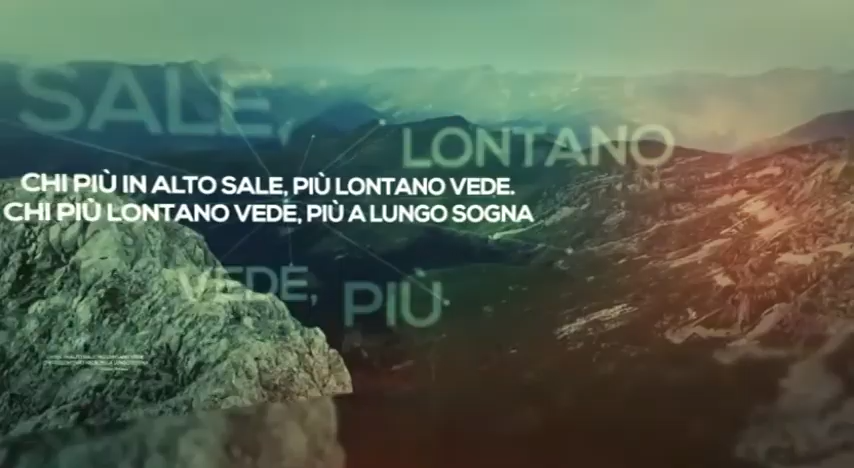 SALE,
LONTANO
CHI PIÙ IN ALTO SALE, PIÙ LONTANO VEDE.
CHI PIÙ LONTANO VEDE, PIÙ A LUNGO SOGNA
VEDE,
PIÙ